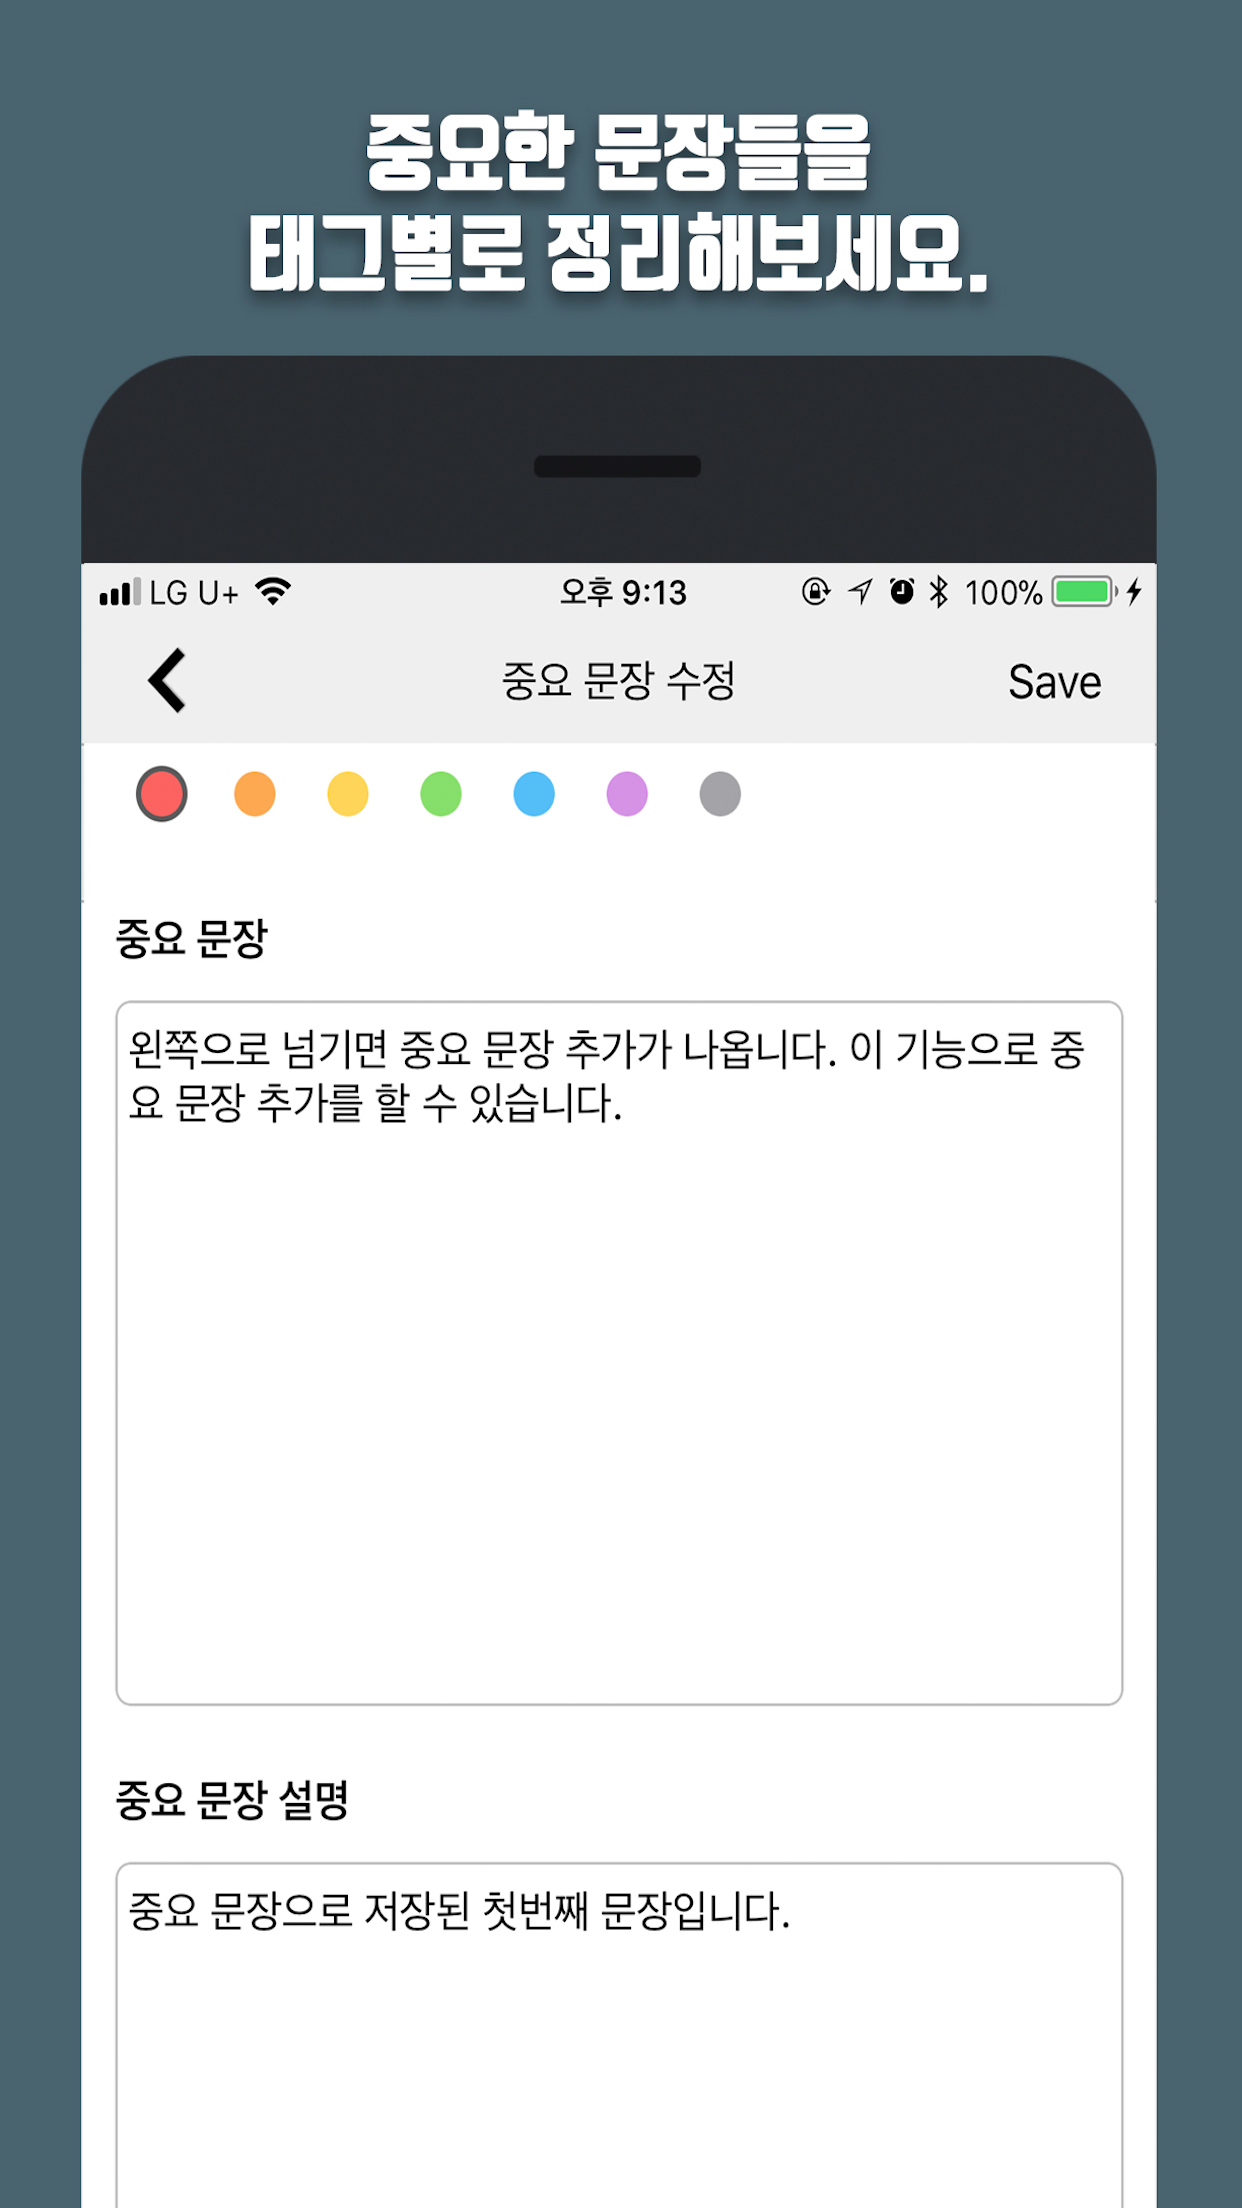 중요한 문장들을
태그별로 정리해보세요.
LG U+ 오후 9:13 100%
중요 문장 수정 Save
중요 문장
왼쪽으로 넘기면 중요 문장 추가가 나옵니다. 이 기능으로 중
요 문장 추가를 할 수 있습니다.
중요 문장 설명
중요 문장으로 저장된 첫번째 문장입니다.